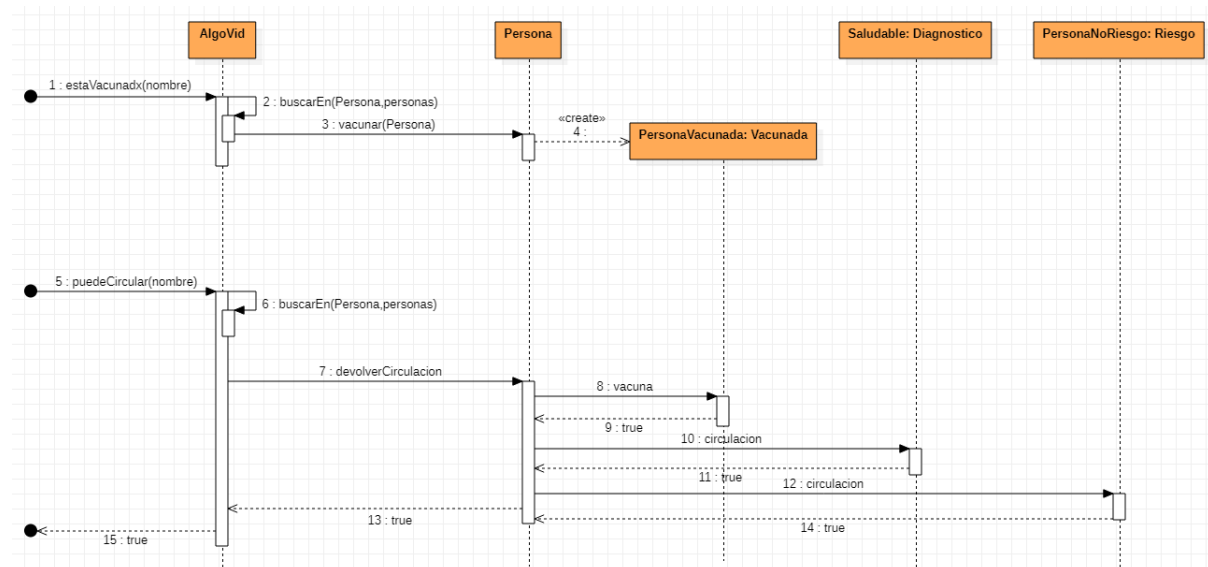 AlgoVid
Persona
Saludable: Diagnostico
PersonaNoRiesgo: Riesgo
1 : estaVacunadx(nombre)
2 : buscarEn(Persona,personas)
3 : vacunar(Persona)
«create»
4 :
PersonaVacunada: Vacunada
5 : puedeCircular(nombre)
6 : buscarEn(Persona,personas)
7 : devolverCirculacion
8 : vacuna
9 : true
10 : circulacion
11 : true
12 : circulacion
13 : true
14 : true
15 : true